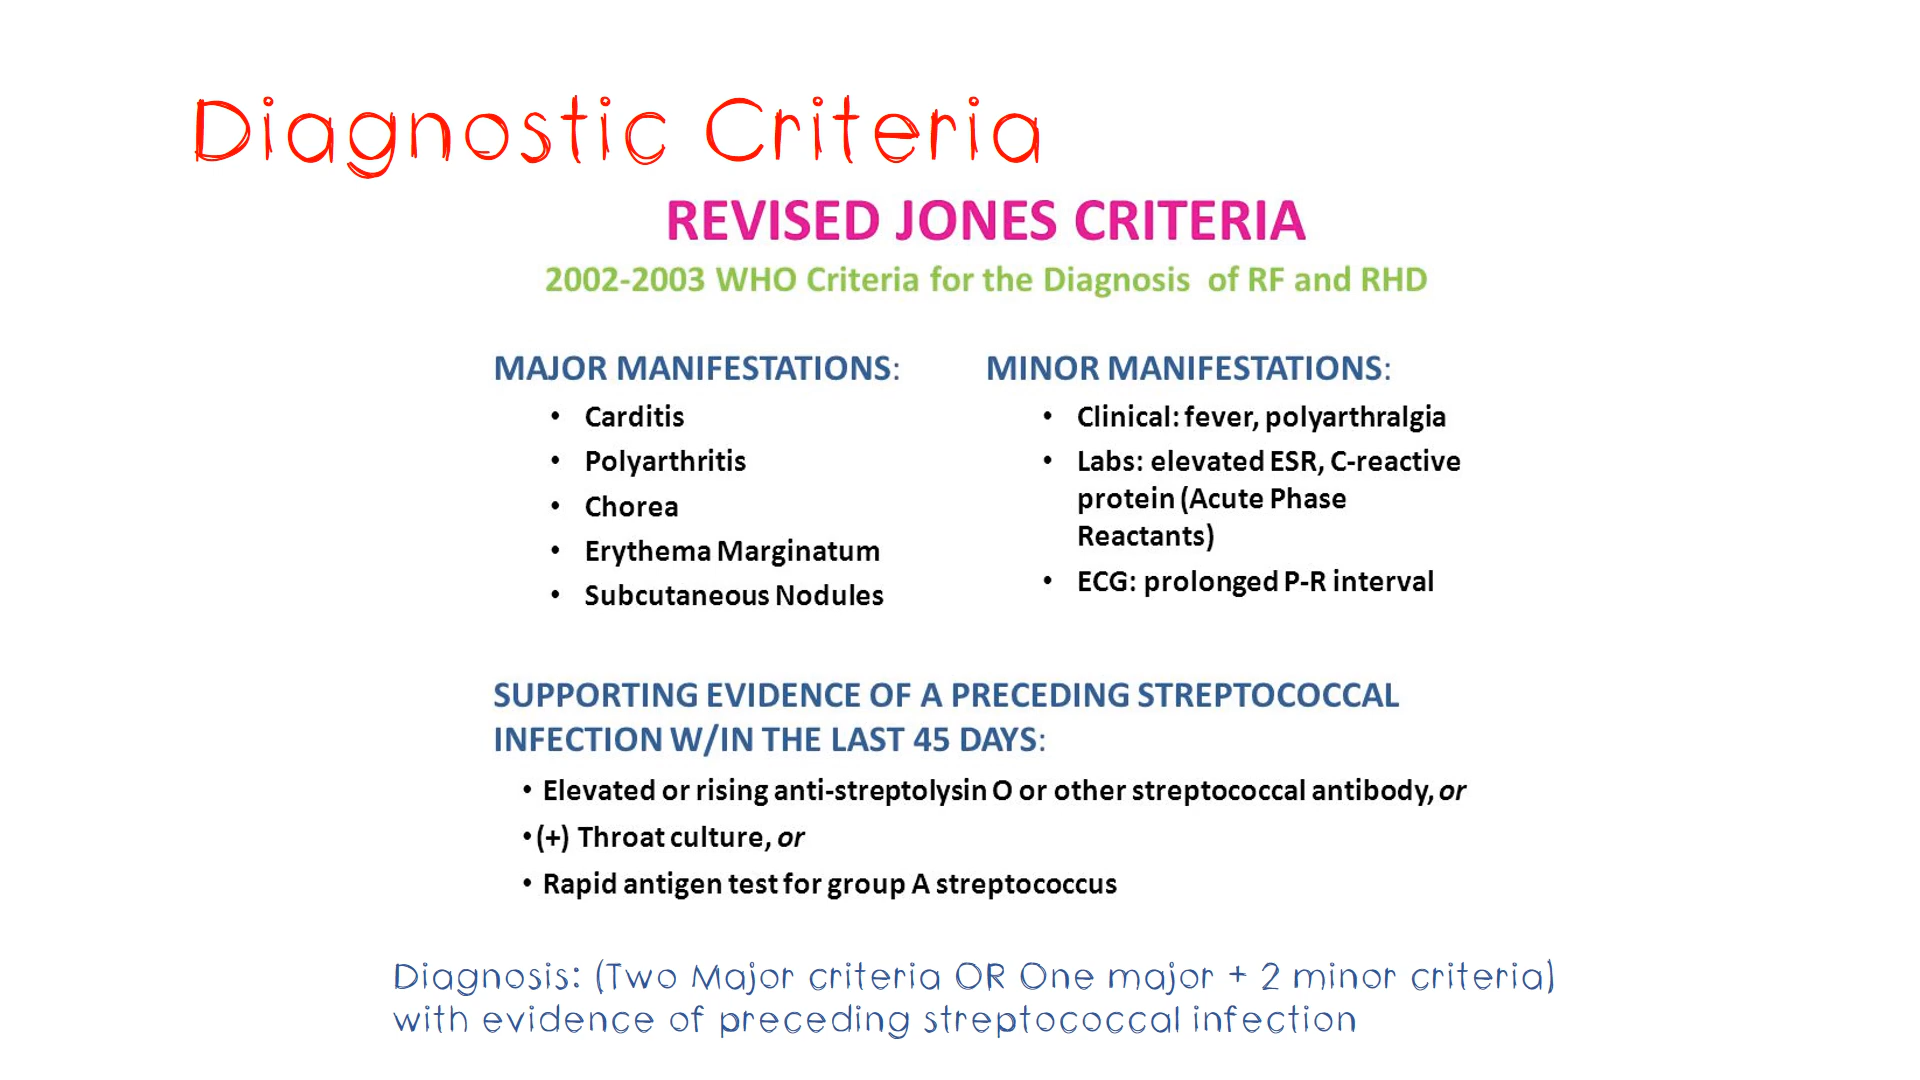 Diagnostic Criteria
REVISED JONES CRITERIA
2002-2003 WHO Criteria for the Diagnosis of RF and RHD
MAJOR MANIFESTATIONS:
• Carditis
• Polyarthritis
• Chorea
• Erythema Marginatum
• Subcutaneous Nodules
MINOR MANIFESTATIONS:
• Clinical: fever, polyarthralgia
• Labs: elevated ESR, C-reactive
protein (Acute Phase
Reactants)
• ECG: prolonged P-R interval
SUPPORTING EVIDENCE OF A PRECEDING STREPTOCOCCAL
INFECTION W/IN THE LAST 45 DAYS:
• Elevated or rising anti-streptolysin O or other streptococcal antibody, or
• (+) Throat culture, or
• Rapid antigen test for group A streptococcus
Diagnosis: (Two Major criteria OR One major + 2 minor criteria)
with evidence of preceding streptococcal infection